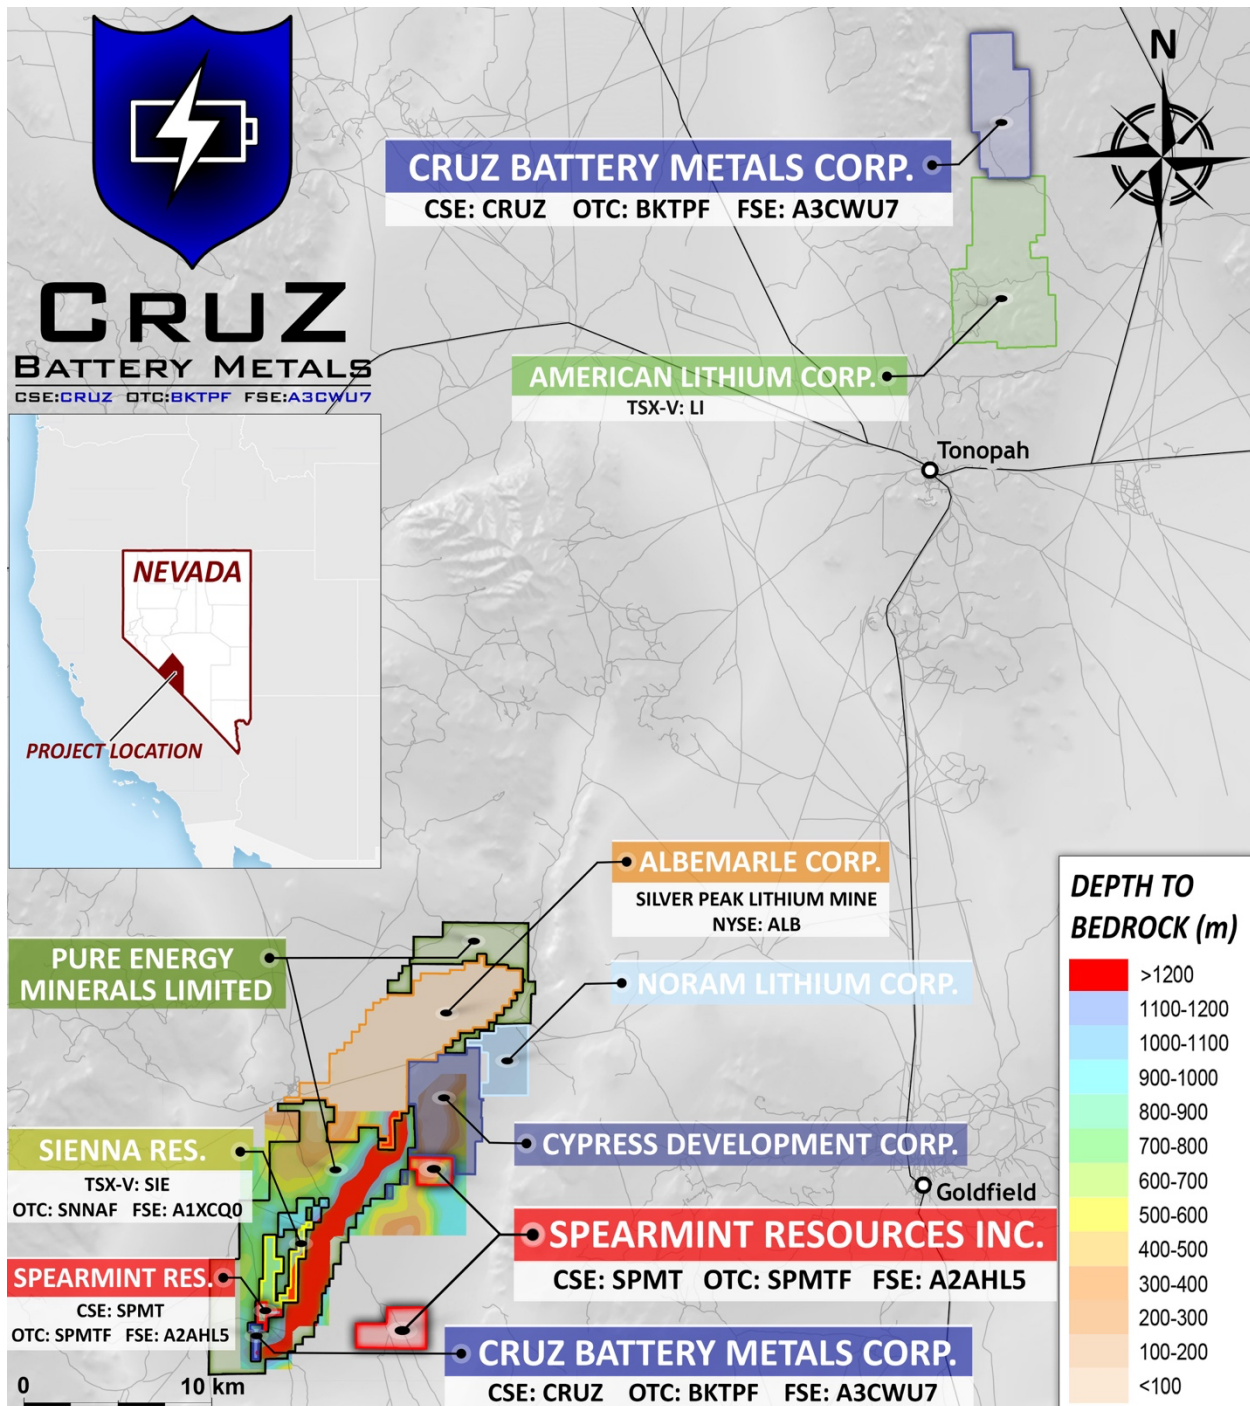 CRUZ
BATTERY METALS
CSE:CRUZ OTC:BKTPF FSE:A3CWU7
N
CRUZ BATTERY METALS CORP.
CSE: CRUZ OTC: BKTPF FSE: A3CWU7
AMERICAN LITHIUM CORP.
TSX-V: LI
Tonopah
NEVADA
PROJECT LOCATION
ALBEMARLE CORP.
SILVER PEAK LITHIUM MINE
NYSE: ALB
PURE ENERGY
MINERALS LIMITED
NORAM LITHIUM CORP.
SIENNA RES.
TSX-V: SIE
OTC: SNNAF FSE: A1XCQ0
CYPRESS DEVELOPMENT CORP.
Goldfield
SPEARMINT RESOURCES INC.
CSE: SPMT OTC: SPMTF FSE: A2AHL5
SPEARMINT RES.
CSE: SPMT
OTC: SPMTF FSE: A2AHL5
CRUZ BATTERY METALS CORP.
CSE: CRUZ OTC: BKTPF FSE: A3CWU7
0 10 km
DEPTH TO
BEDROCK (m)
>1200
1100-1200
1000-1100
900-1000
800-900
700-800
600-700
500-600
400-500
300-400
200-300
100-200
<100